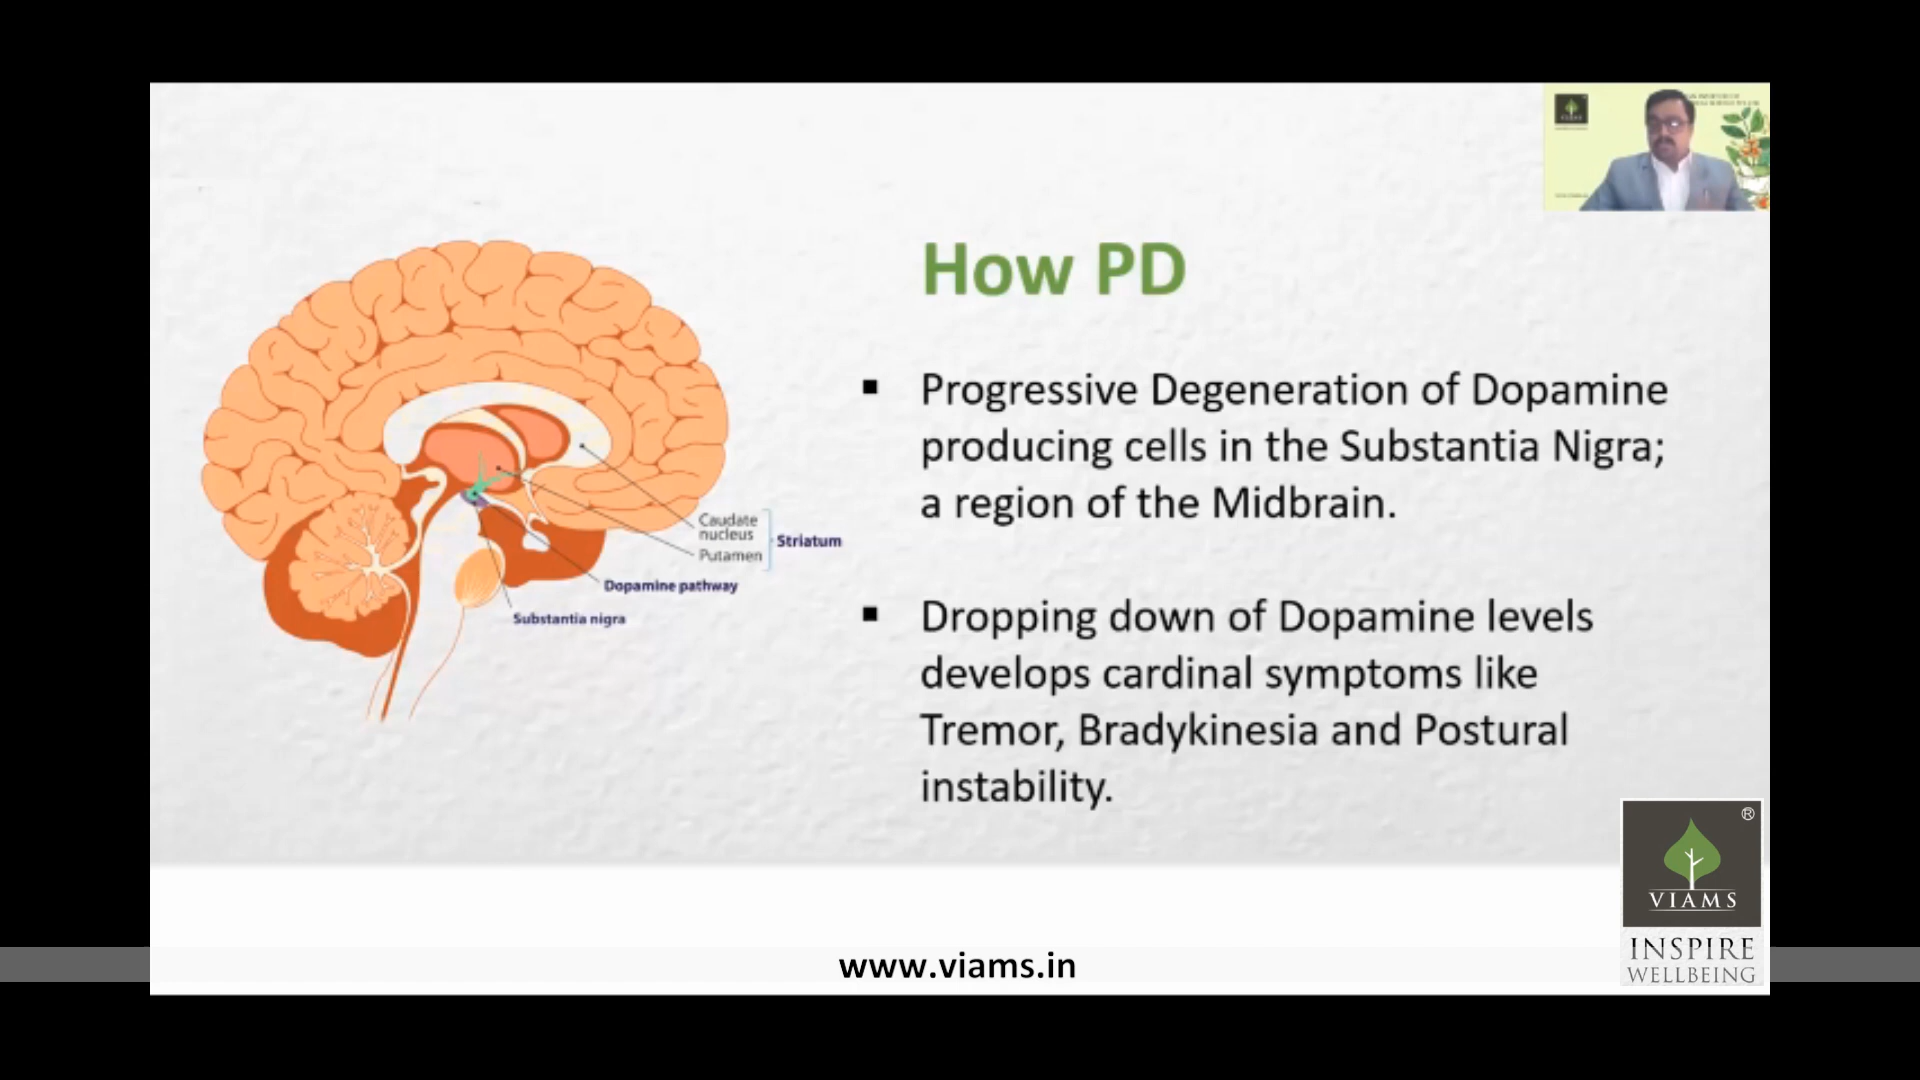 How PD
▪ Progressive Degeneration of Dopamine
producing cells in the Substantia Nigra;
a region of the Midbrain.
▪ Dropping down of Dopamine levels
develops cardinal symptoms like
Tremor, Bradykinesia and Postural
instability.
Caudate
nucleus
Putamen
Striatum
Dopamine pathway
Substantia nigra
®
VIAMS
INSPIRE
WELLBEING
www.viams.in